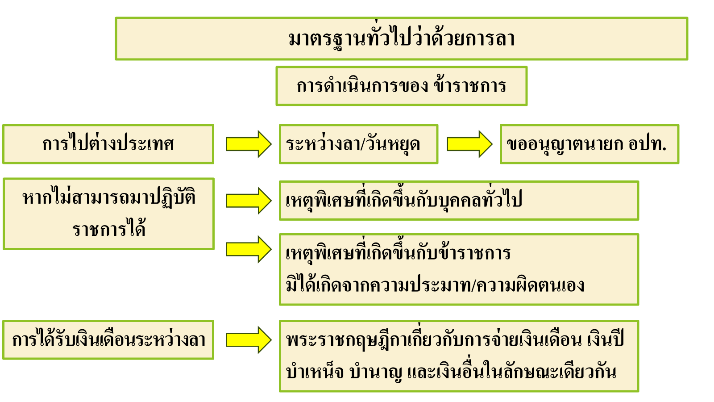 มาตรฐานทั่วไปว่าด้วยการลา
การดำเนินการของ ข้าราชการ
การไปต่างประเทศ
ระหว่างลา/วันหยุด
ขออนุญาตนายก อปท.
หากไม่สามารถมาปฏิบัติ
ราชการได้
เหตุพิเศษที่เกิดขึ้นกับบุคคลทั่วไป
เหตุพิเศษที่เกิดขึ้นกับข้าราชการ
มิได้เกิดจากความประมาท/ความผิดตนเอง
การได้รับเงินเดือนระหว่างลา
พระราชกฤษฎีกาเกี่ยวกับการจ่ายเงินเดือน เงินปี
บำเหน็จ บำนาญ และเงินอื่นในลักษณะเดียวกัน